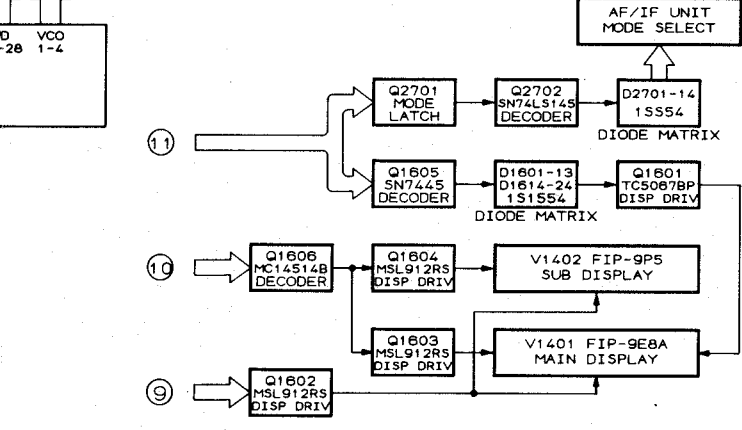 AF/IF UNIT
MODE SELECT
VCO
-28 1-4
Q2701
MODE
LATCH
Q2702
SN74LS145
DECODER
D2701-14
1SS54
DIODE MATRIX
11
Q1605
SN7445
DECODER
D1601-13
D1614-24
1S1554
DIODE MATRIX
Q1601
TC5067BP
DISP DRIV
10
Q1606
MC14514B
DECODER
Q1604
MSL912RS
DISP DRIV
V1402 FIP-9P5
SUB DISPLAY
Q1603
MSL912RS
DISP DRIV
V1401 FIP-9E8A
MAIN DISPLAY
9
Q1602
MSL912RS
DISP DRIV